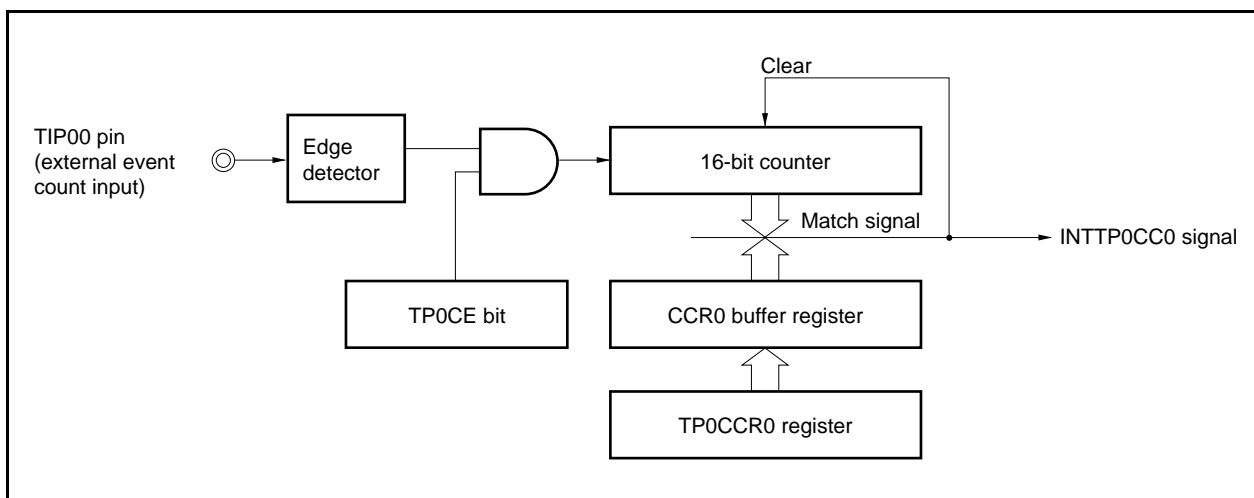 Clear
TIP00 pin
(external event
count input)
Edge
detector
16-bit counter
Match signal
INTTP0CC0 signal
TP0CE bit
CCR0 buffer register
TP0CCR0 register